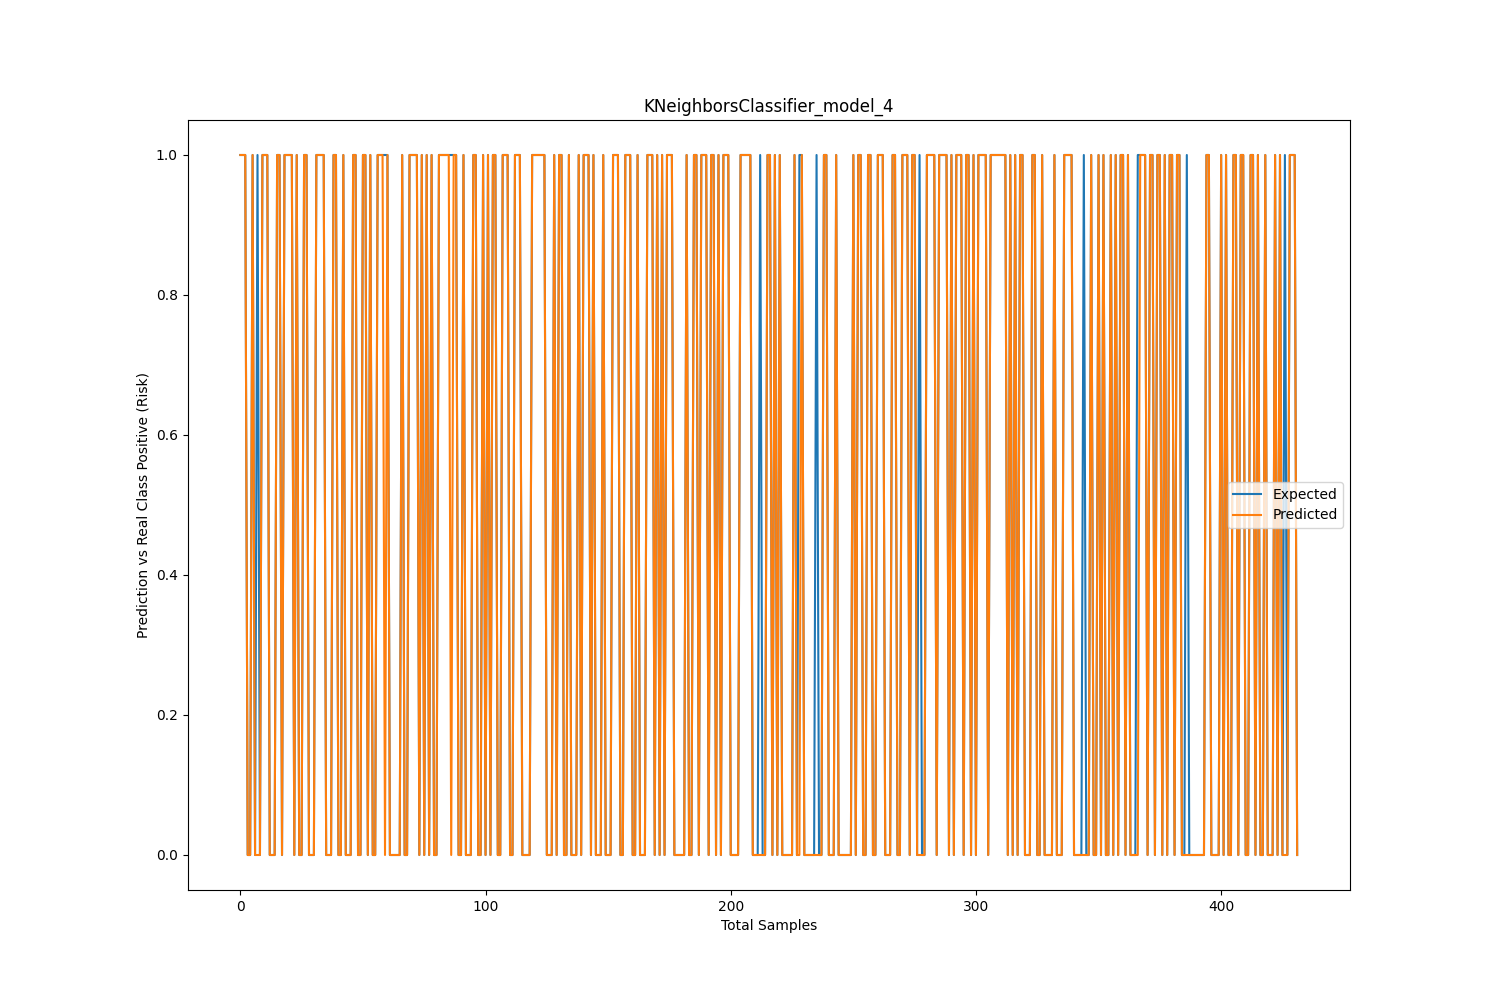 KNeighborsClassifier_model_4
1.0
0.8
0.6
0.4
0.2
0.0
Prediction vs Real Class Positive (Risk)
Expected
Predicted
0 100 200 300 400
Total Samples